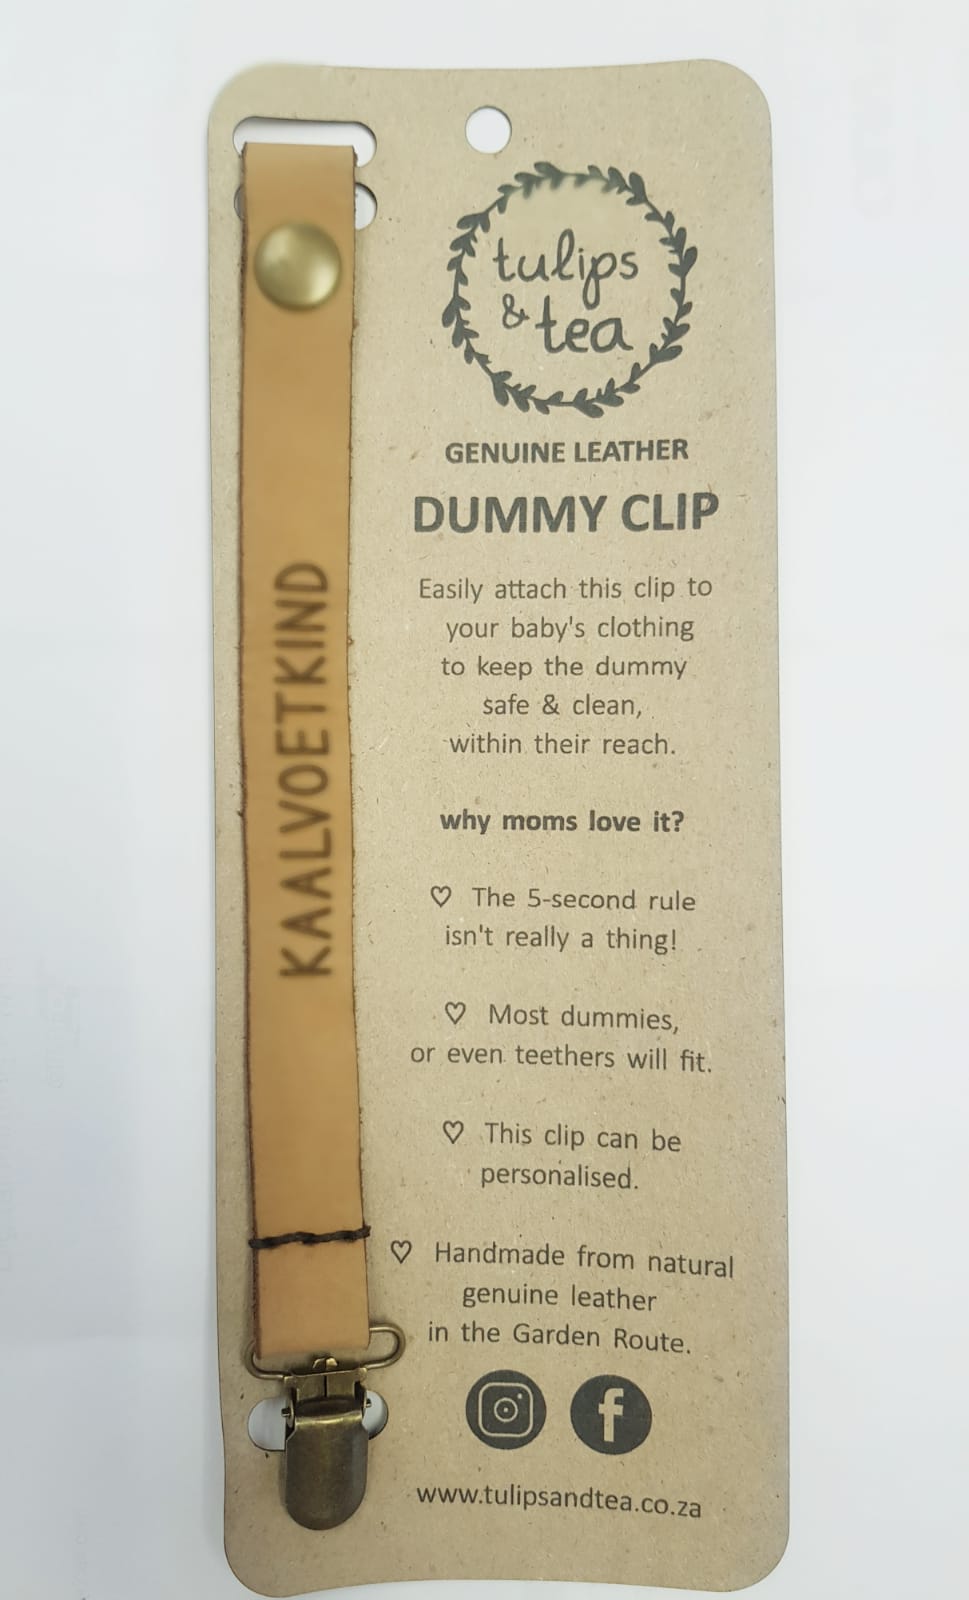 KAALVOETKIND
tulips
& tea
GENUINE LEATHER
DUMMY CLIP
Easily attach this clip to
your baby's clothing
to keep the dummy
safe & clean,
within their reach.
why moms love it?
♡ The 5-second rule
isn't really a thing!
♡ Most dummies,
or even teethers will fit.
♡ This clip can be
personalised.
♡ Handmade from natural
genuine leather
in the Garden Route.
www.tulipsandtea.co.za